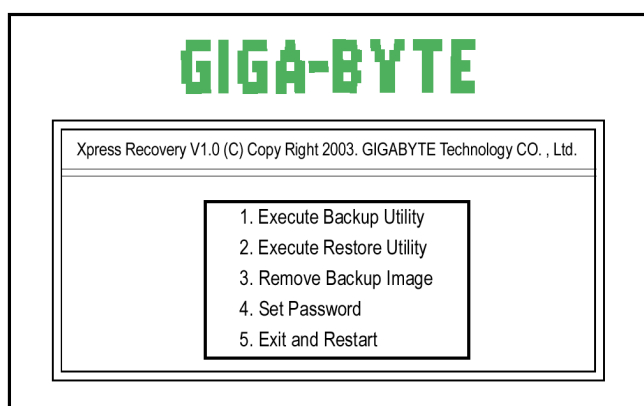 GIGA-BYTE
Xpress Recovery V1.0 (C) Copy Right 2003. GIGABYTE Technology CO. , Ltd.
1. Execute Backup Utility
2. Execute Restore Utility
3. Remove Backup Image
4. Set Password
5. Exit and Restart